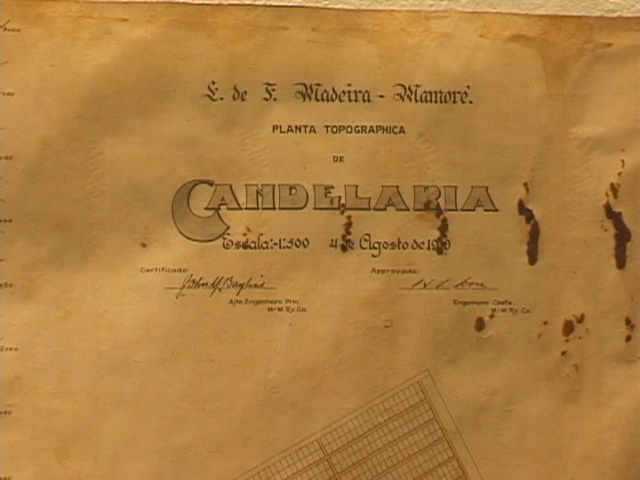 E. de F. Madeira - Mamoré.
PLANTA TOPOGRAPHICA
DE
CANDELARIA
Escala:-1:500 4 de Agosto de
Certificado Approvado:
Ajte. Engenheiro Prin. Engenheiro Chefe.
M-M.Ry. Co. M-M.Ry. Co.